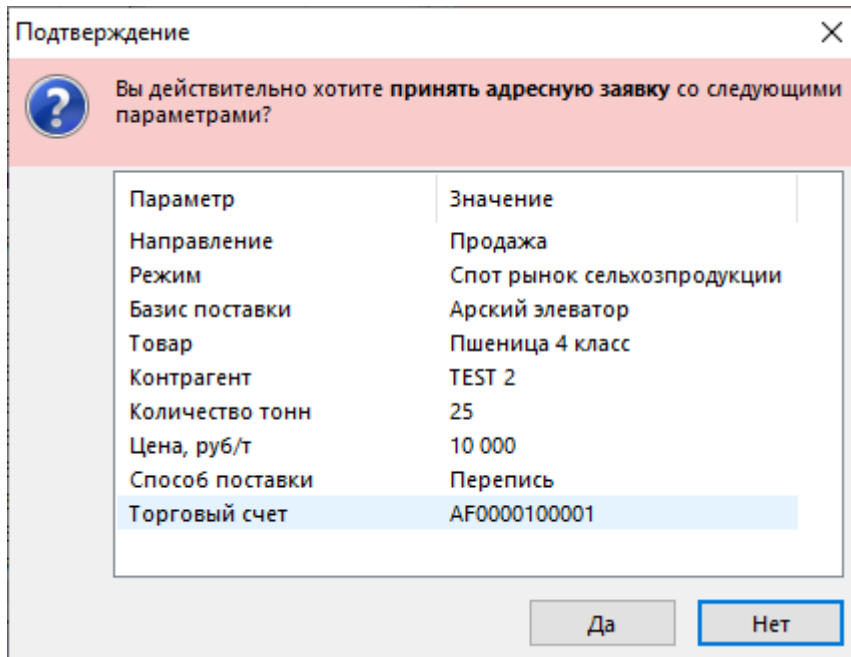 Подтверждение
Вы действительно хотите принять адресную заявку со следующими
параметрами?
Параметр Значение
Направление Продажа
Режим Спот рынок сельхозпродукции
Базис поставки Арский элеватор
Товар Пшеница 4 класс
Контрагент TEST 2
Количество тонн 25
Цена, руб/т 10 000
Способ поставки Перепись
Торговый счет AF0000100001
Да Нет